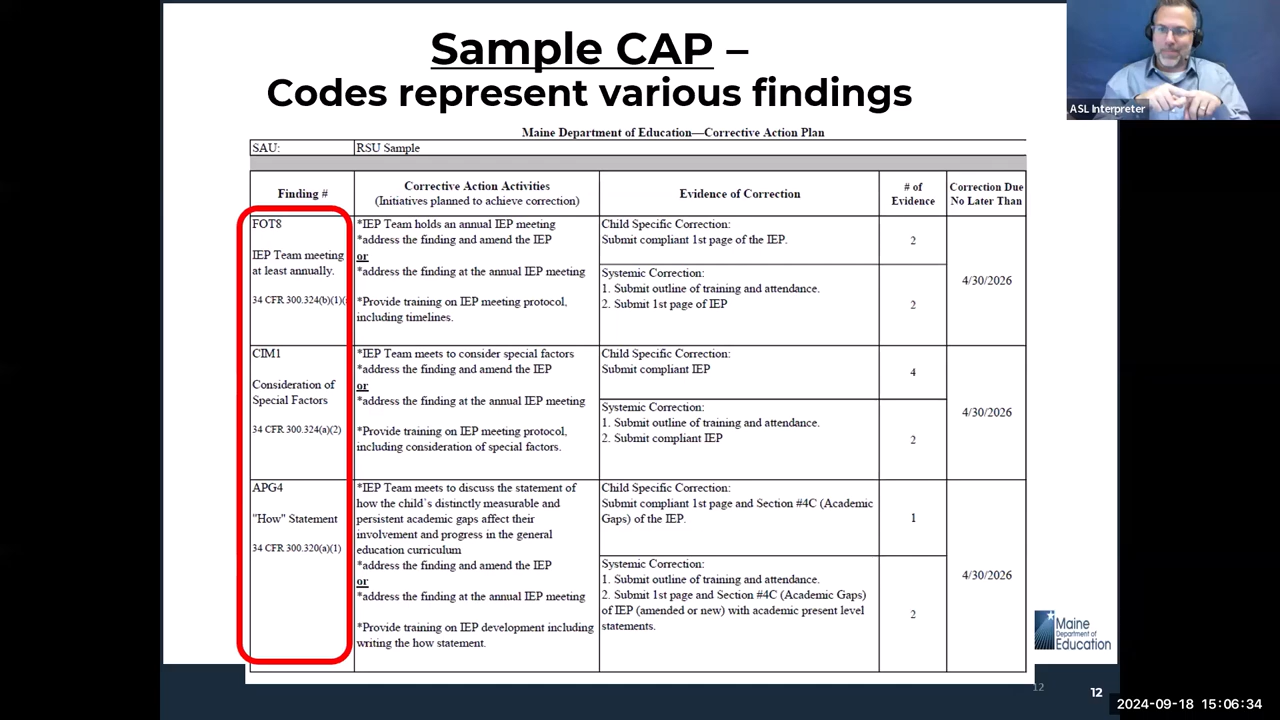 Sample CAP –
Codes represent various findings
ASL Interpreter
Maine Department of Education—Corrective Action Plan
SAU:
RSU Sample
Finding #
Corrective Action Activities
(Initiatives planned to achieve correction)
Evidence of Correction
# of
Evidence
Correction Due
No Later Than
FOT8
IEP Team meeting
at least annually.
34 CFR 300.324(b)(1)(
*IEP Team holds an annual IEP meeting
*address the finding and amend the IEP
or
*address the finding at the annual IEP meeting
*Provide training on IEP meeting protocol,
including timelines.
Child Specific Correction:
Submit compliant 1st page of the IEP.
2
Systemic Correction:
1. Submit outline of training and attendance.
2. Submit 1st page of IEP
2
4/30/2026
CIM1
Consideration of
Special Factors
34 CFR 300.324(a)(2)
*IEP Team meets to consider special factors
*address the finding and amend the IEP
or
*address the finding at the annual IEP meeting
*Provide training on IEP meeting protocol,
including consideration of special factors.
Child Specific Correction:
Submit compliant IEP
4
Systemic Correction:
1. Submit outline of training and attendance.
2. Submit compliant IEP
2
4/30/2026
APG4
"How" Statement
34 CFR 300.320(a)(1)
*IEP Team meets to discuss the statement of
how the child's distinctly measurable and
persistent academic gaps affect their
involvement and progress in the general
education curriculum
*address the finding and amend the IEP
or
*address the finding at the annual IEP meeting
*Provide training on IEP development including
writing the how statement.
Child Specific Correction:
Submit compliant 1st page and Section #4C (Academic
Gaps) of the IEP.
1
Systemic Correction:
1. Submit outline of training and attendance.
2. Submit 1st page and Section #4C (Academic Gaps)
of IEP (amended or new) with academic present level
statements.
2
4/30/2026
Maine
Department of
Education
12
12
2024-09-18 15:06:34